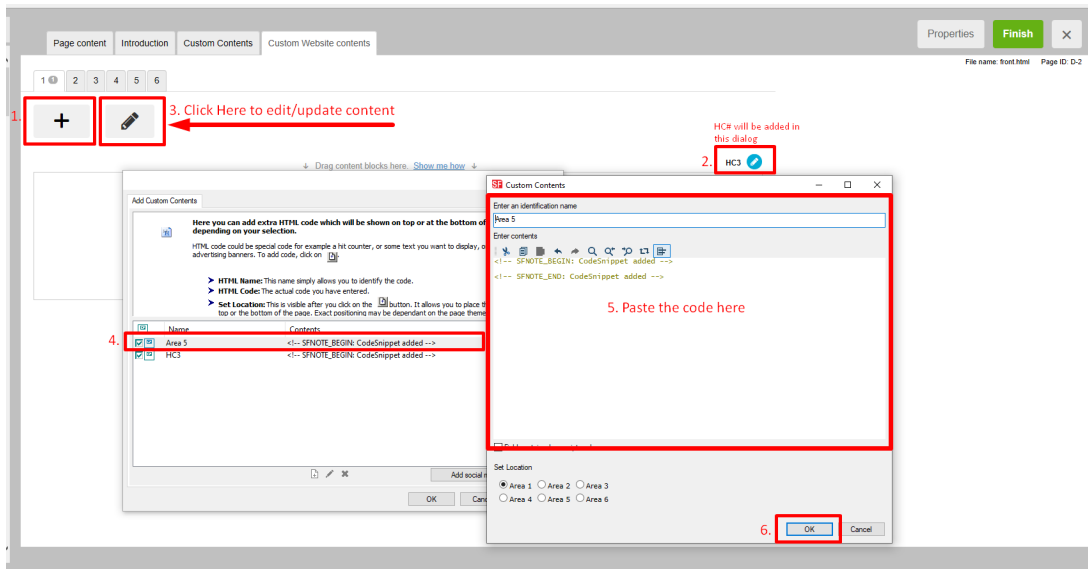 Page content Introduction Custom Contents Custom Website contents
Properties Finish
File name: front.html Page ID: D-2
1 2 3 4 5 6
1. +
3. Click Here to edit/update content
HC# will be added in
this dialog
2. HC3
Drag content blocks here. Show me how
Add Custom Contents
Here you can add extra HTML code which will be shown on top or at the bottom of
depending on your selection.
HTML code could be special code for example a hit counter, or some text you want to display, o
advertising banners. To add code, click on
HTML Name: This name simply allows you to identify the code.
HTML Code: The actual code you have entered.
Set Location: This is visible after you click on the button. It allows you to place th
top or the bottom of the page. Exact positioning may be dependant on the page theme
Name Contents
4. Area 5 <!-- SFNOTE_BEGIN: CodeSnippet added -->
HC3 <!-- SFNOTE_BEGIN: CodeSnippet added -->
Add social n
OK Canc
SF Custom Contents
Enter an identification name
Area 5
Enter contents
<!-- SFNOTE_BEGIN: CodeSnippet added -->
<!-- SFNOTE_END: CodeSnippet added -->
5. Paste the code here
Set Location
Area 1 Area 2 Area 3
Area 4 Area 5 Area 6
6. OK Cancel